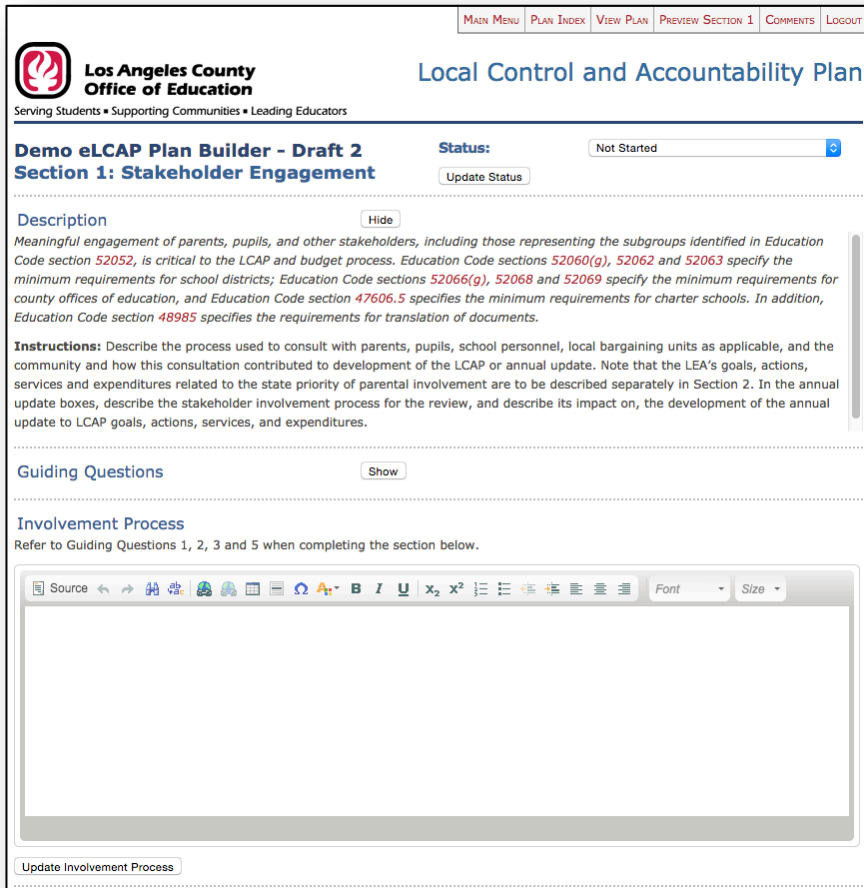 MAIN MENU PLAN INDEX VIEW PLAN PREVIEW SECTION 1 COMMENTS LOGOUT
Los Angeles County
Office of Education
Serving Students ▪ Supporting Communities ▪ Leading Educators
Local Control and Accountability Plan
Demo eLCAP Plan Builder - Draft 2
Section 1: Stakeholder Engagement
Status: Not Started
Update Status
Description Hide
Meaningful engagement of parents, pupils, and other stakeholders, including those representing the subgroups identified in Education
Code section 52052, is critical to the LCAP and budget process. Education Code sections 52060(g), 52062 and 52063 specify the
minimum requirements for school districts; Education Code sections 52066(g), 52068 and 52069 specify the minimum requirements for
county offices of education, and Education Code section 47606.5 specifies the minimum requirements for charter schools. In addition,
Education Code section 48985 specifies the requirements for translation of documents.
Instructions: Describe the process used to consult with parents, pupils, school personnel, local bargaining units as applicable, and the
community and how this consultation contributed to development of the LCAP or annual update. Note that the LEA's goals, actions,
services and expenditures related to the state priority of parental involvement are to be described separately in Section 2. In the annual
update boxes, describe the stakeholder involvement process for the review, and describe its impact on, the development of the annual
update to LCAP goals, actions, services, and expenditures.
Guiding Questions Show
Involvement Process
Refer to Guiding Questions 1, 2, 3 and 5 when completing the section below.
Source Ω A B I U x₂ x² Font Size
Update Involvement Process